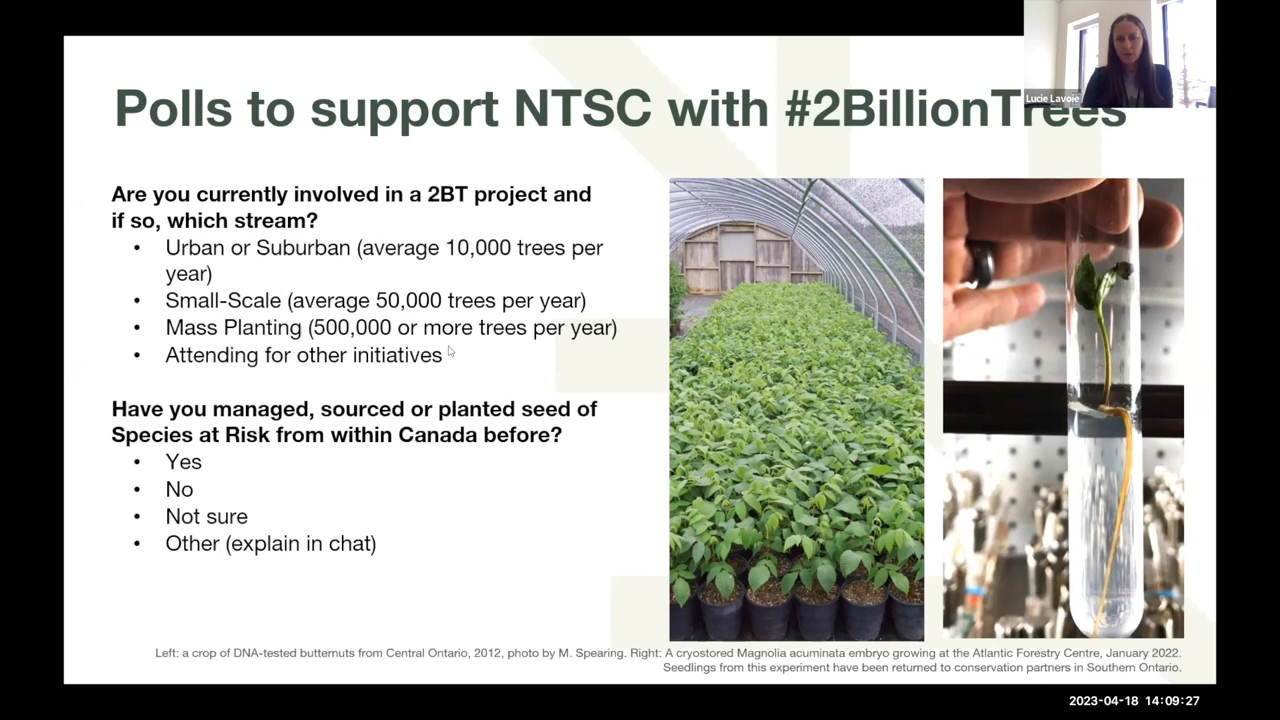 Lucie Lavoie
Polls to support NTSC with #2BillionTrees
Are you currently involved in a 2BT project and
if so, which stream?
• Urban or Suburban (average 10,000 trees per
year)
• Small-Scale (average 50,000 trees per year)
• Mass Planting (500,000 or more trees per year)
• Attending for other initiatives
Have you managed, sourced or planted seed of
Species at Risk from within Canada before?
• Yes
• No
• Not sure
• Other (explain in chat)
Left: a crop of DNA-tested butternuts from Central Ontario, 2012, photo by M. Spearing. Right: A cryostored Magnolia acuminata embryo growing at the Atlantic Forestry Centre, January 2022.
Seedlings from this experiment have been returned to conservation partners in Southern Ontario.
2023-04-18 14:09:27